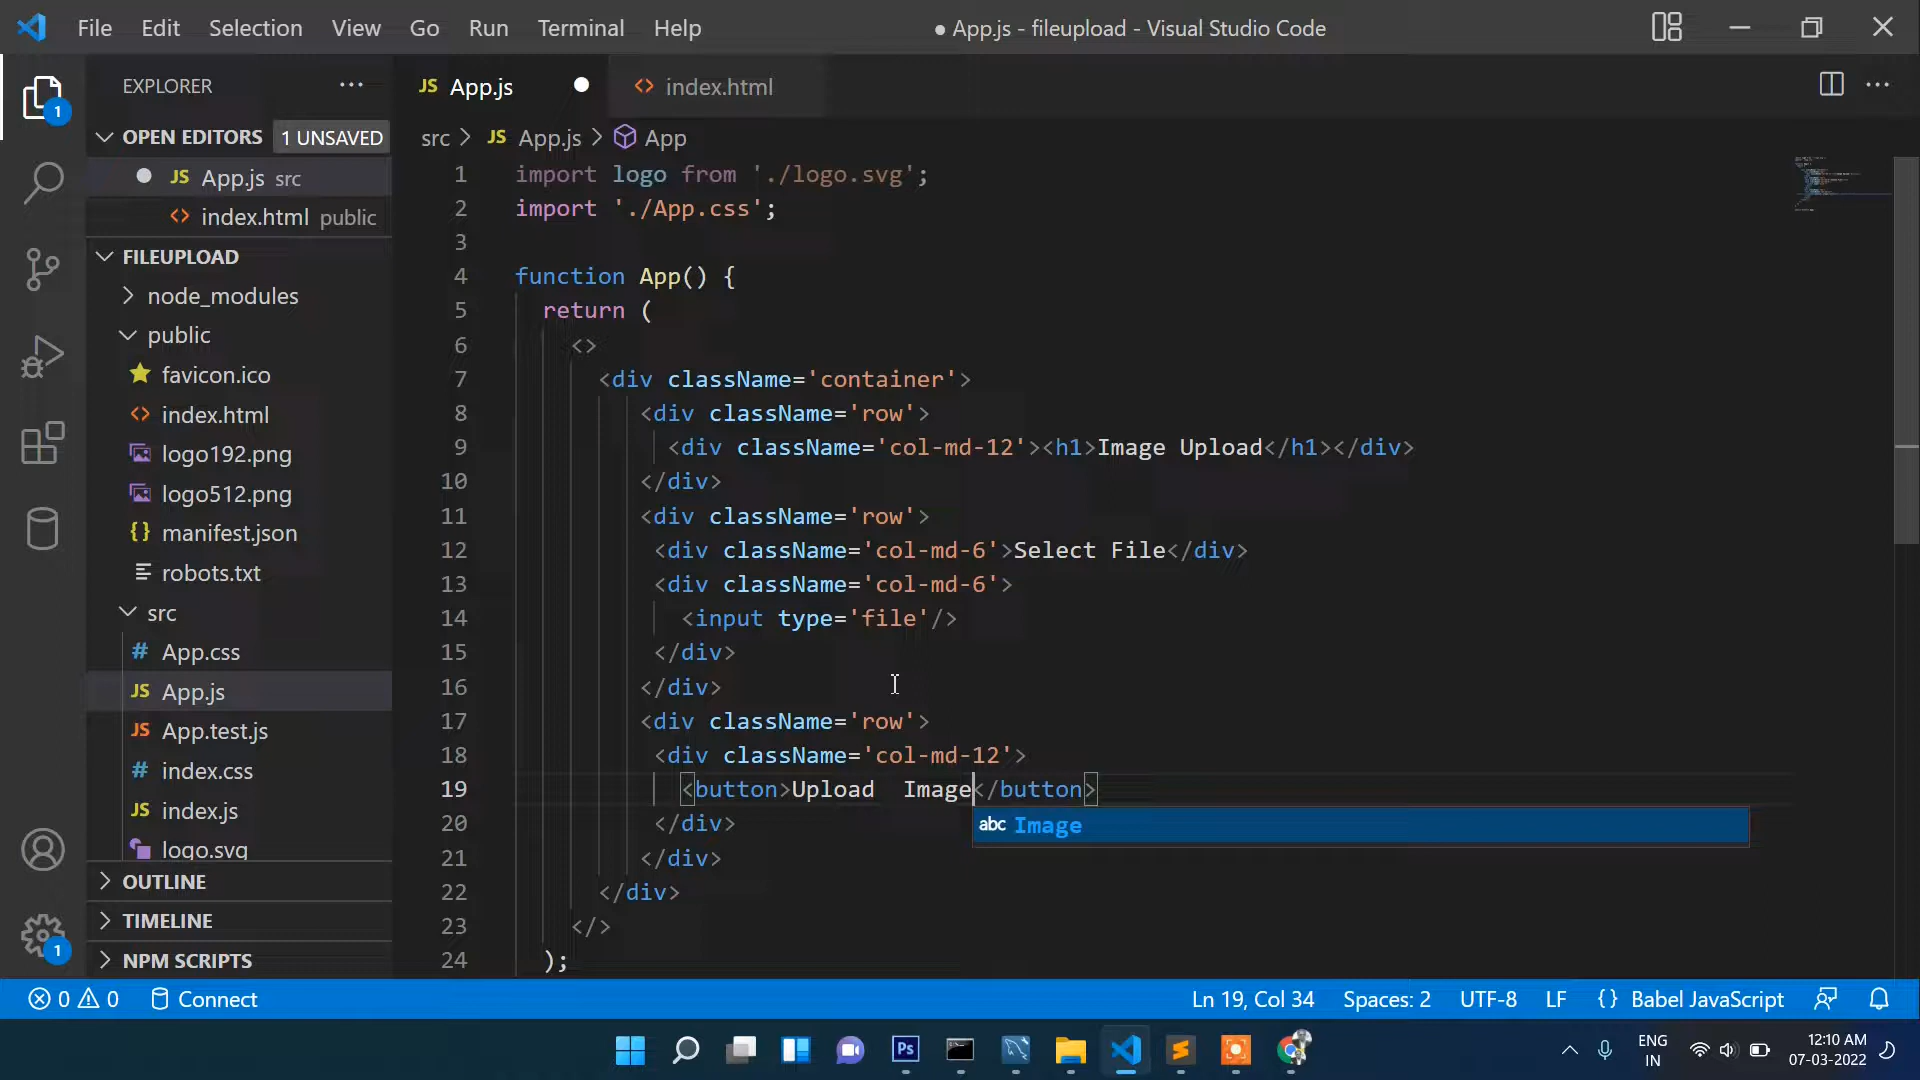 File Edit Selection View Go Run Terminal Help ● App.js - fileupload - Visual Studio Code
EXPLORER ···
JS App.js ●
<> index.html
1
OPEN EDITORS 1 UNSAVED
src > JS App.js > App
● JS App.js src
<> index.html public
FILEUPLOAD
node_modules
public
favicon.ico
<> index.html
logo192.png
logo512.png
{} manifest.json
robots.txt
src
# App.css
JS App.js
JS App.test.js
# index.css
JS index.js
logo.svg
OUTLINE
TIMELINE
NPM SCRIPTS
1
1 import logo from './logo.svg';
2 import './App.css';
3
4 function App() {
5   return (
6     <>
7       <div className='container'>
8          <div className='row'>
9            <div className='col-md-12'><h1>Image Upload</h1></div>
10          </div>
11          <div className='row'>
12           <div className='col-md-6'>Select File</div>
13           <div className='col-md-6'>
14             <input type='file'/>
15           </div>
16          </div>
17          <div className='row'>
18           <div className='col-md-12'>
19             <button>Upload  Image</button>
abc Image
20           </div>
21          </div>
22       </div>
23     </>
24   );
0 0 Connect Ln 19, Col 34 Spaces: 2 UTF-8 LF {} Babel JavaScript
Ps
ENG
IN
12:10 AM
07-03-2022